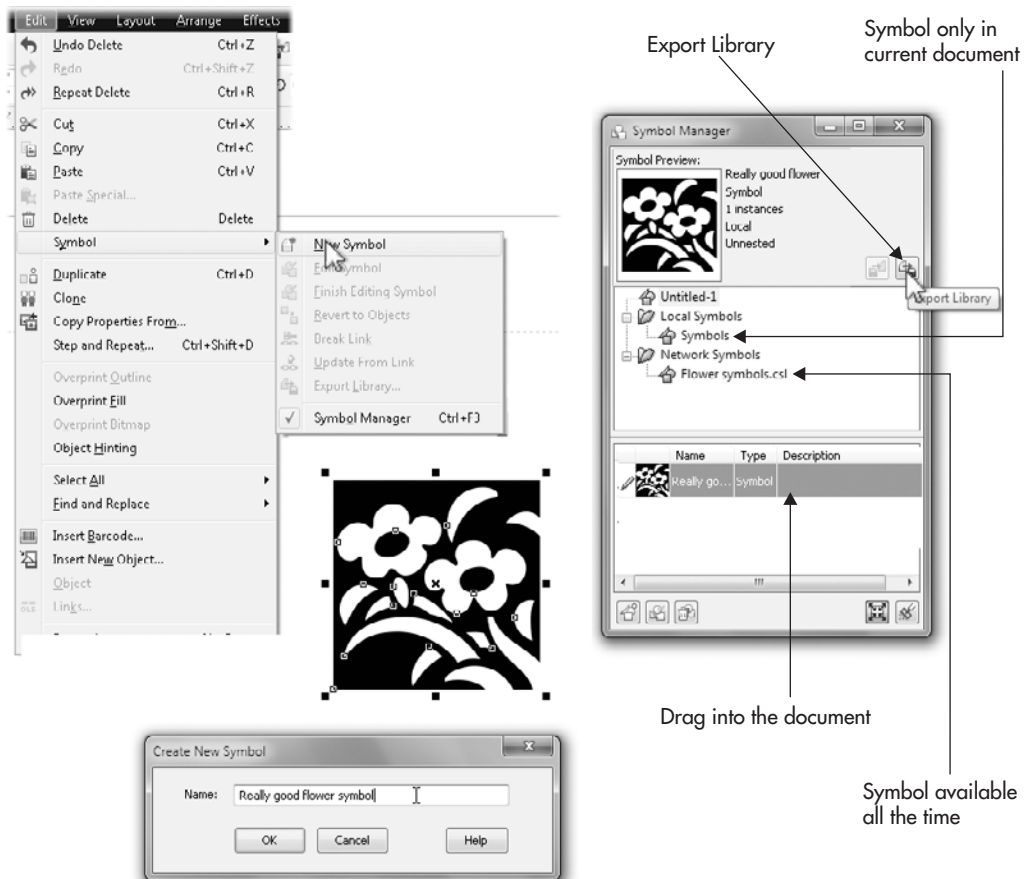 Edit View Layout Arrange Effects
Undo Delete Ctrl+Z
Redo Ctrl+Shift+Z
Repeat Delete Ctrl+R
Cut Ctrl+X
Copy Ctrl+C
Paste Ctrl+V
Paste Special...
Delete Delete
Symbol
Duplicate Ctrl+D
Clone
Copy Properties From...
Step and Repeat... Ctrl+Shift+D
Overprint Outline
Overprint Fill
Overprint Bitmap
Object Hinting
Select All
Find and Replace
Insert Barcode...
Insert New Object...
Object
Links...
New Symbol
Edit Symbol
Finish Editing Symbol
Revert to Objects
Break Link
Update From Link
Export Library...
Symbol Manager Ctrl+F3
Export Library
Symbol only in
current document
Symbol Manager
Symbol Preview:
Really good flower
Symbol
1 instances
Local
Unnested
Export Library
Untitled-1
Local Symbols
Symbols
Network Symbols
Flower symbols.csl
Name Type Description
Really go... Symbol
Drag into the document
Symbol available
all the time
Create New Symbol
Name: Really good flower symbol
OK Cancel Help